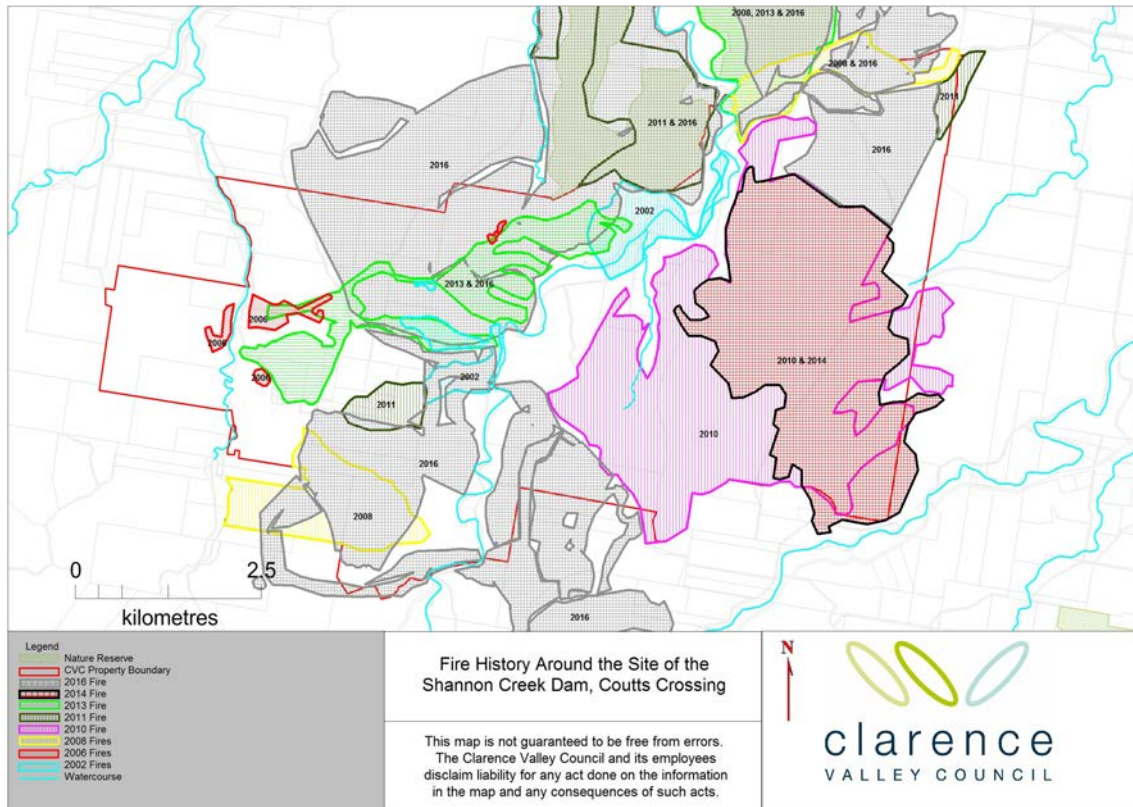 2008, 2013 & 2016
2008 & 2016
2011
2011 & 2016
2016
2016
2002
2013 & 2016
2006
2006
2006
2002
2010 & 2014
2011
2010
2016
2008
2016
0
2.5
kilometres
Legend
Nature Reserve
CVC Property Boundary
2016 Fire
2014 Fire
2013 Fire
2011 Fire
2010 Fire
2008 Fires
2006 Fires
2002 Fires
Watercourse
Fire History Around the Site of the
Shannon Creek Dam, Coutts Crossing
This map is not guaranteed to be free from errors.
The Clarence Valley Council and its employees
disclaim liability for any act done on the information
in the map and any consequences of such acts.
N
clarence
VALLEY COUNCIL